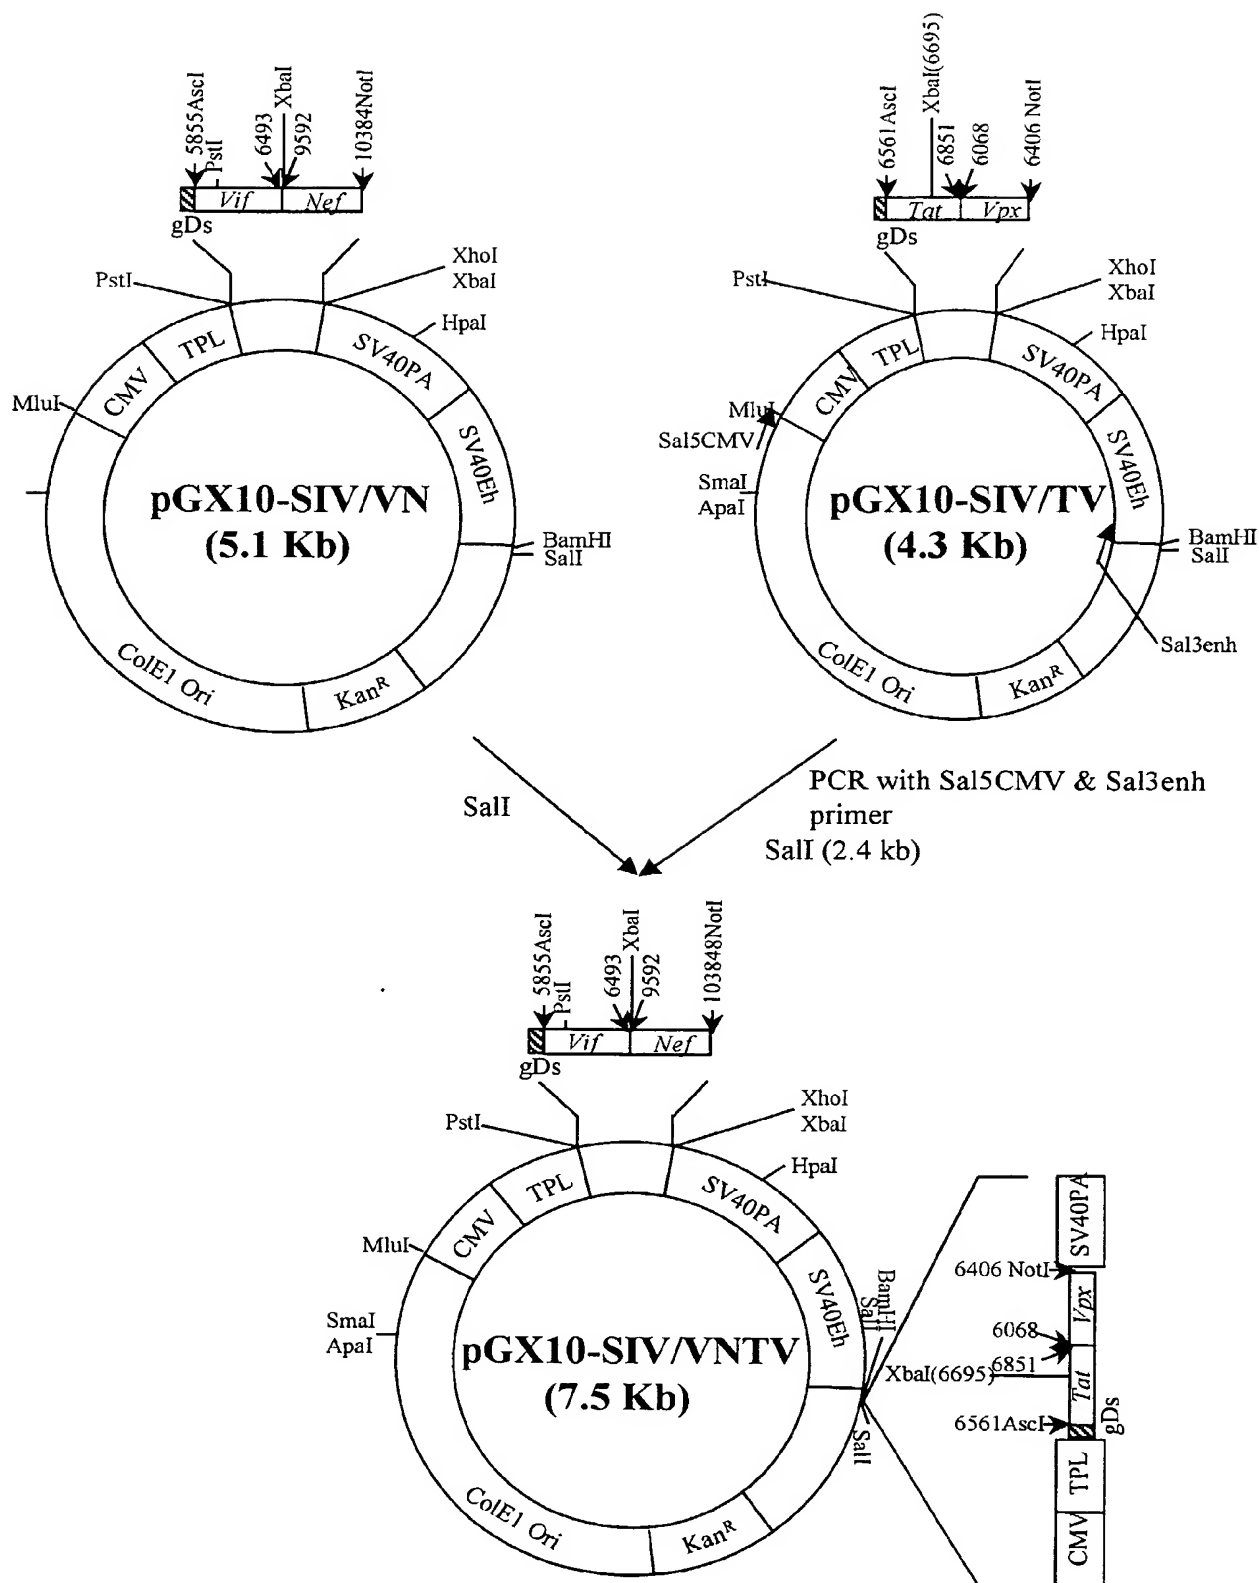 5855AscI
PstI
6493
XbaI
9592
10384NotI
Vif
Nef
gDs
PstI
XhoI
XbaI
HpaI
TPL
SV40PA
CMV
MluI
SV40Eh
pGX10-SIV/VN
(5.1 Kb)
BamHI
SalI
ColE1 Ori
KanR
6561AscI
XbaI(6695)
6851
6068
6406 NotI
Tat
Vpx
gDs
PstI
XhoI
XbaI
HpaI
TPL
SV40PA
CMV
MluI
Sal5CMV
SmaI
ApaI
SV40Eh
pGX10-SIV/TV
(4.3 Kb)
BamHI
SalI
Sal3enh
ColE1 Ori
KanR
SalI
PCR with Sal5CMV & Sal3enh
primer
SalI (2.4 kb)
5855AscI
PstI
6493
XbaI
9592
103848NotI
Vif
Nef
gDs
PstI
XhoI
XbaI
HpaI
TPL
SV40PA
CMV
MluI
SV40Eh
BamHI
SalI
SmaI
ApaI
pGX10-SIV/VNTV
(7.5 Kb)
SalI
ColE1 Ori
KanR
SV40PA
6406 NotI
Vpx
6068
6851
XbaI(6695)
Tat
6561AscI
gDs
TPL
CMV